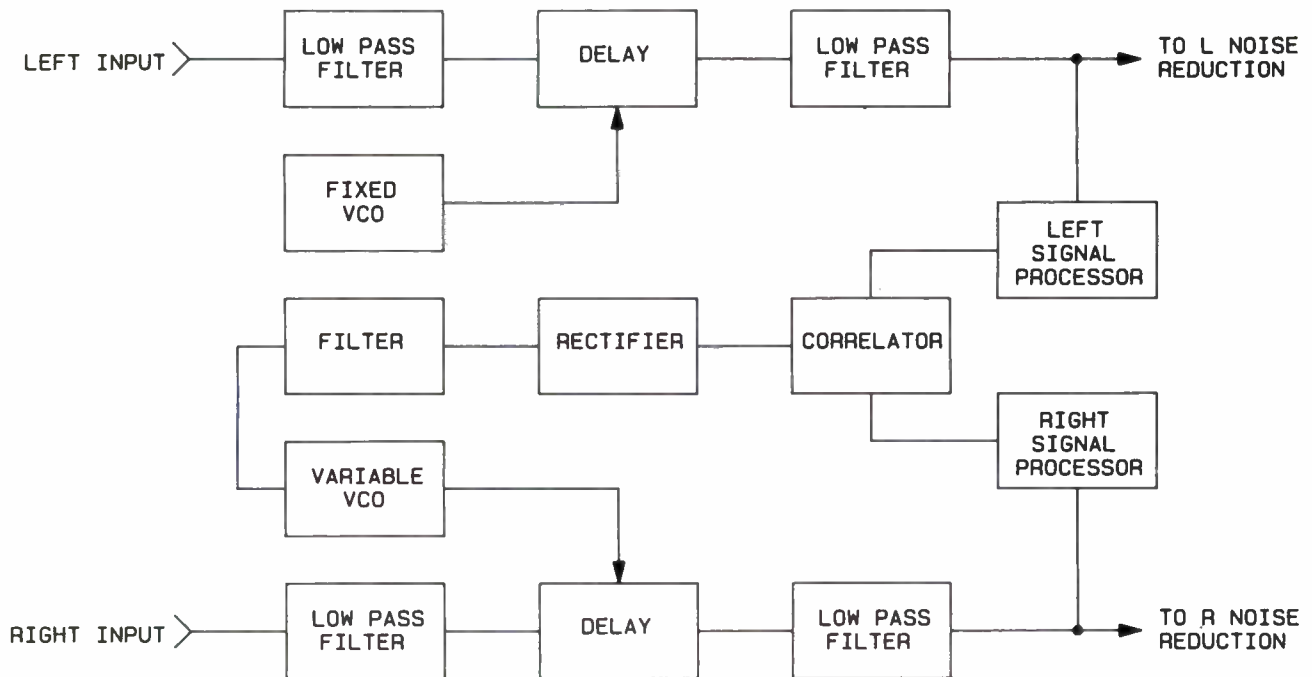 LEFT INPUT
LOW PASS
FILTER
DELAY
LOW PASS
FILTER
TO L NOISE
REDUCTION
FIXED
VCO
LEFT
SIGNAL
PROCESSOR
FILTER
RECTIFIER
CORRELATOR
RIGHT
SIGNAL
PROCESSOR
VARIABLE
VCO
RIGHT INPUT
LOW PASS
FILTER
DELAY
LOW PASS
FILTER
TO R NOISE
REDUCTION